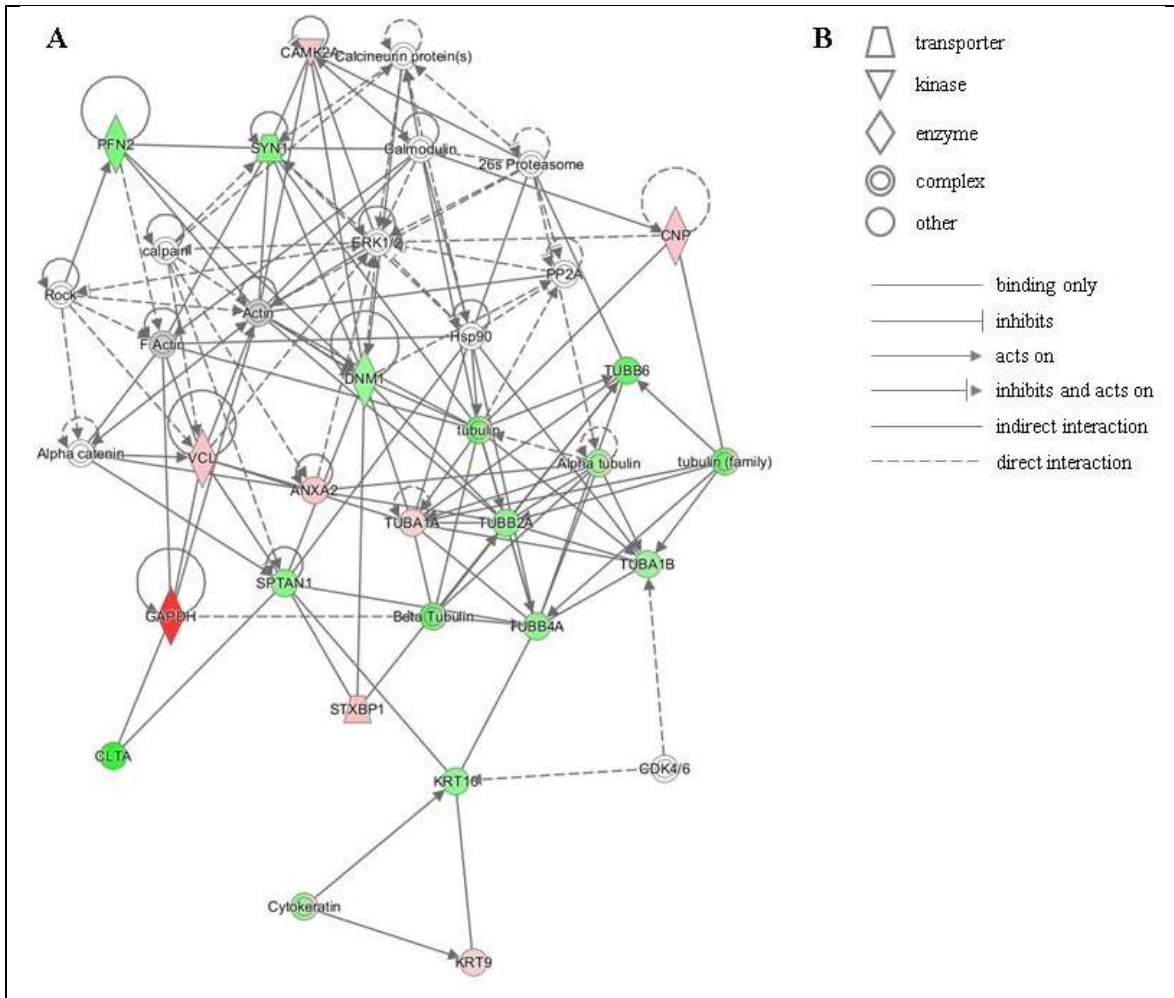 A
CAMK2A
Calcineurin protein(s)
PFN2
SYN1
Calmodulin
26s Proteasome
CNP
calpain
ERK1/2
PP2A
Rock
Actin
F Actin
Hsp90
DNM1
TUBB6
tubulin
Alpha catenin
VCL
Alpha tubulin
tubulin (family)
ANXA2
TUBA1A
TUBB2A
TUBA1B
SPTAN1
GAPDH
Beta Tubulin
TUBB4A
STXBP1
CLTA
KRT10
CDK4/6
Cytokeratin
KRT9
B
transporter
kinase
enzyme
complex
other
binding only
inhibits
acts on
inhibits and acts on
indirect interaction
direct interaction